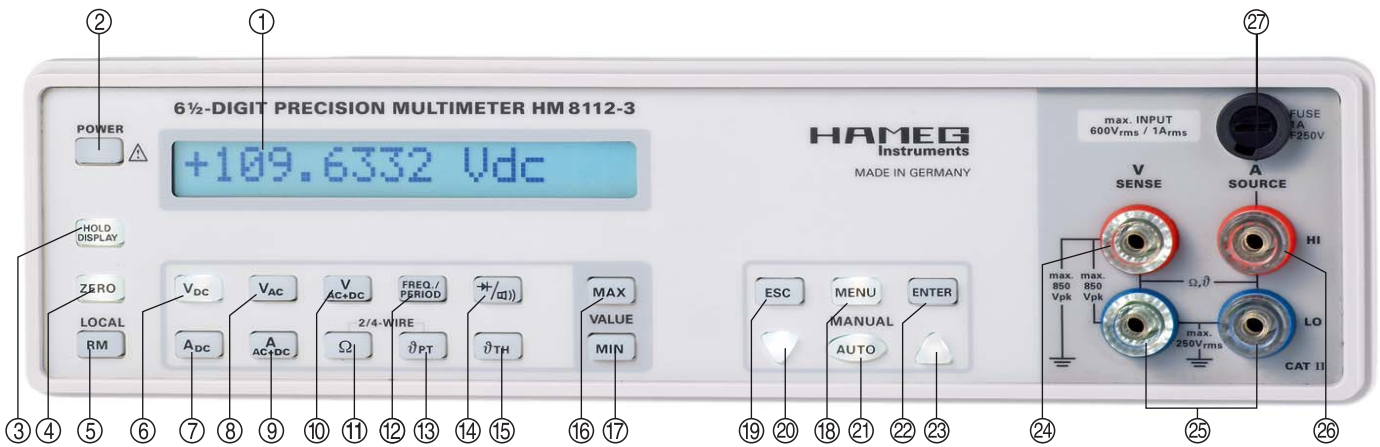 ② ① ㉗
6½-DIGIT PRECISION MULTIMETER HM 8112-3
POWER
+109.6332 Vdc
HAMEG
Instruments
MADE IN GERMANY
max. INPUT
600Vrms / 1Arms
FUSE
1A
F250V
V
SENSE
A
SOURCE
HOLD
DISPLAY
ZERO
LOCAL
RM
VDC
VAC
V
AC+DC
FREQ./
PERIOD
2/4-WIRE
ADC
A
AC+DC
Ω
ϑPT
ϑTH
MAX
VALUE
MIN
ESC
MENU
ENTER
MANUAL
AUTO
HI
max.
850
Vpk
max.
850
Vpk
Ω,ϑ
LO
max.
250Vrms
CAT II
③ ④ ⑤ ⑥ ⑦ ⑧ ⑨ ⑩ ⑪ ⑫ ⑬ ⑭ ⑮ ⑯ ⑰ ⑲ ⑳ ⑱ ㉑ ㉒ ㉓ ㉔ ㉕ ㉖